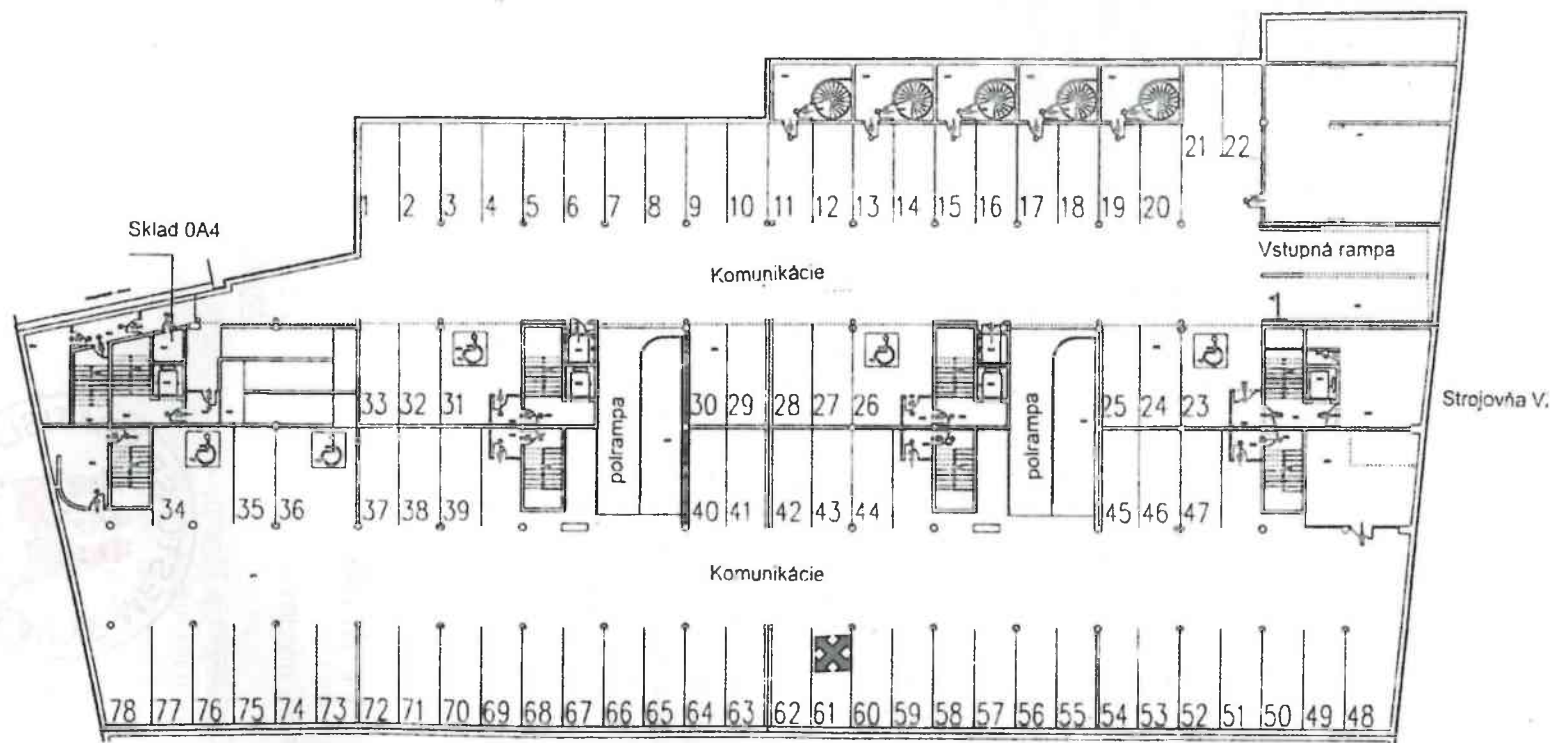 1 2 3 4 5 6 7 8 9 10 11 12 13 14 15 16 17 18 19 20 21 22
Sklad 0A4
Vstupná rampa
Komunikácie
33 32 31 30 29 28 27 26 25 24 23
Strojovňa V.
polrampa
polrampa
34 35 36 37 38 39 40 41 42 43 44 45 46 47
Komunikácie
78 77 76 75 74 73 72 71 70 69 68 67 66 65 64 63 62 61 60 59 58 57 56 55 54 53 52 51 50 49 48